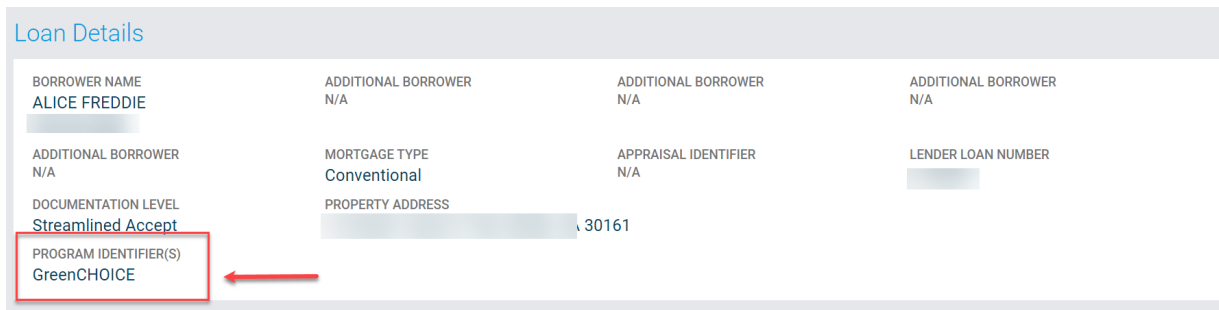 Loan Details
BORROWER NAME
ALICE FREDDIE
ADDITIONAL BORROWER
N/A
ADDITIONAL BORROWER
N/A
ADDITIONAL BORROWER
N/A
ADDITIONAL BORROWER
N/A
MORTGAGE TYPE
Conventional
APPRAISAL IDENTIFIER
N/A
LENDER LOAN NUMBER
DOCUMENTATION LEVEL
Streamlined Accept
PROPERTY ADDRESS
30161
PROGRAM IDENTIFIER(S)
GreenCHOICE